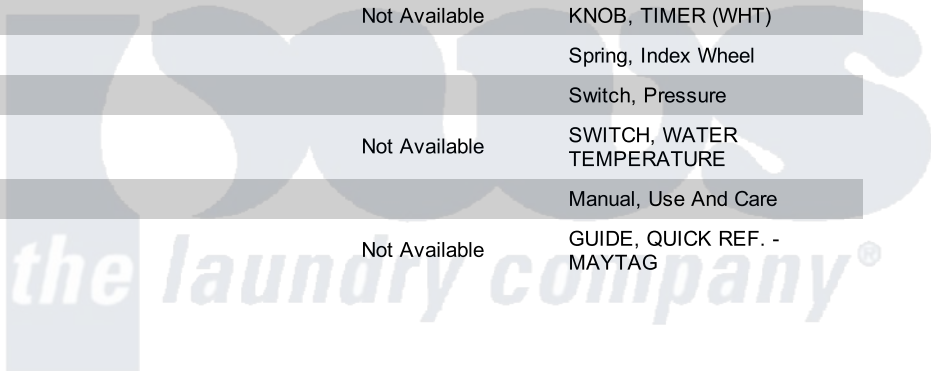 Not Available KNOB, TIMER (WHT)
Spring, Index Wheel
Switch, Pressure
Not Available SWITCH, WATER
TEMPERATURE
Manual, Use And Care
Not Available GUIDE, QUICK REF. -
MAYTAG
the laundry company®